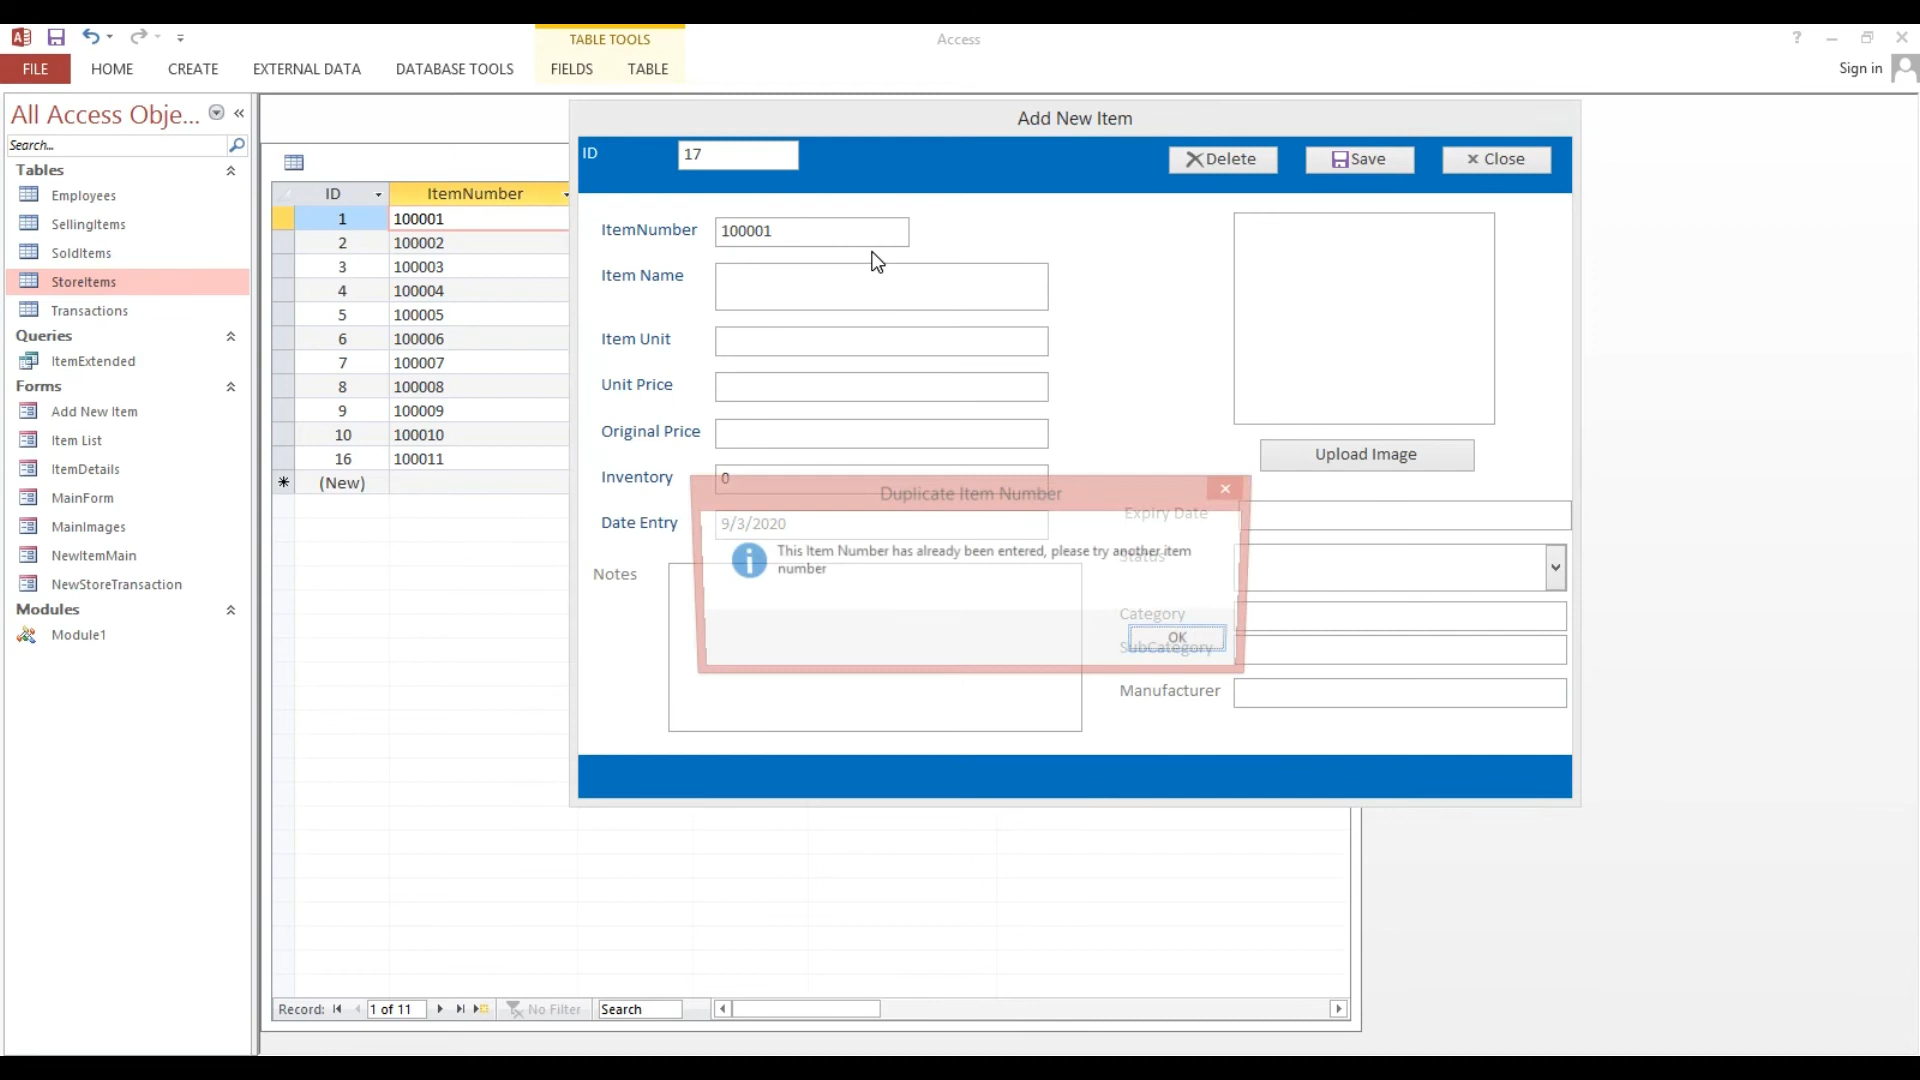 TABLE TOOLS
Access
?
FILE
HOME
CREATE
EXTERNAL DATA
DATABASE TOOLS
FIELDS
TABLE
Sign in
All Access Obje... «
Search...
Tables
Employees
SellingItems
SoldItems
StoreItems
Transactions
Queries
ItemExtended
Forms
Add New Item
Item List
ItemDetails
MainForm
MainImages
NewItemMain
NewStoreTransaction
Modules
Module1
ID ItemNumber
1 100001
2 100002
3 100003
4 100004
5 100005
6 100006
7 100007
8 100008
9 100009
10 100010
16 100011
* (New)
Record: 1 of 11 No Filter Search
Add New Item
ID 17
Delete
Save
Close
ItemNumber 100001
Item Name
Item Unit
Unit Price
Original Price
Inventory 0
Date Entry 9/3/2020
Notes
Upload Image
Expiry Date
Status
Category
SubCategory
Manufacturer
Duplicate Item Number
This Item Number has already been entered, please try another item
number
OK